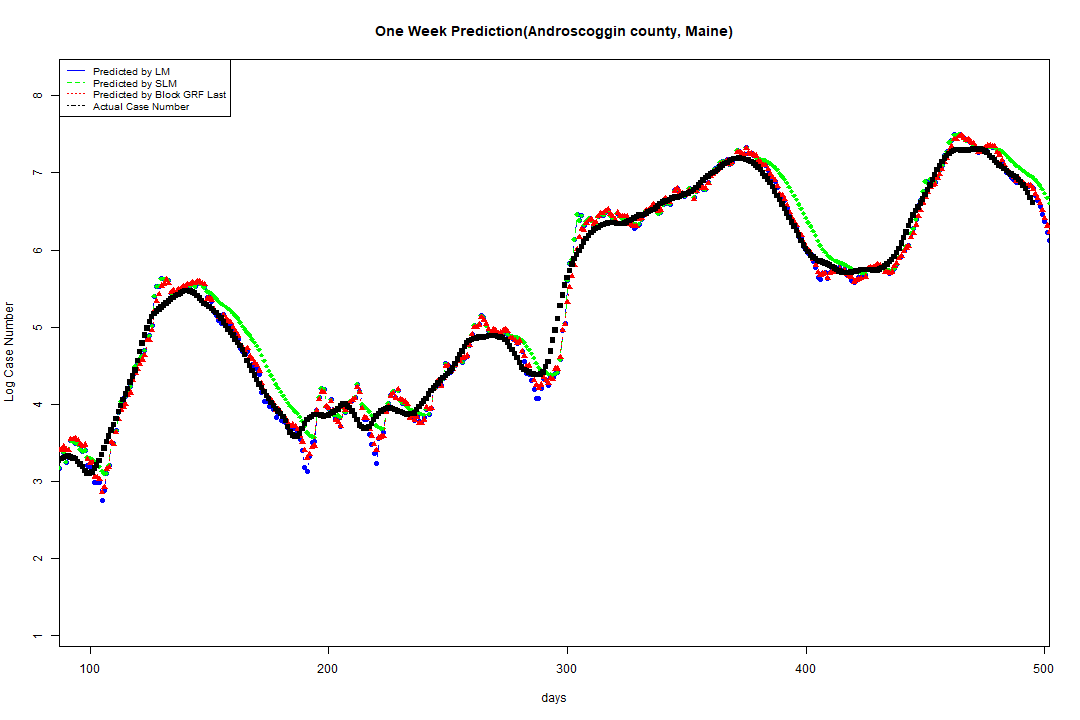 One Week Prediction(Androscoggin county, Maine)
Predicted by LM
Predicted by SLM
Predicted by Block GRF Last
Actual Case Number
8
7
6
5
4
3
2
1
Log Case Number
100 200 300 400 500
days